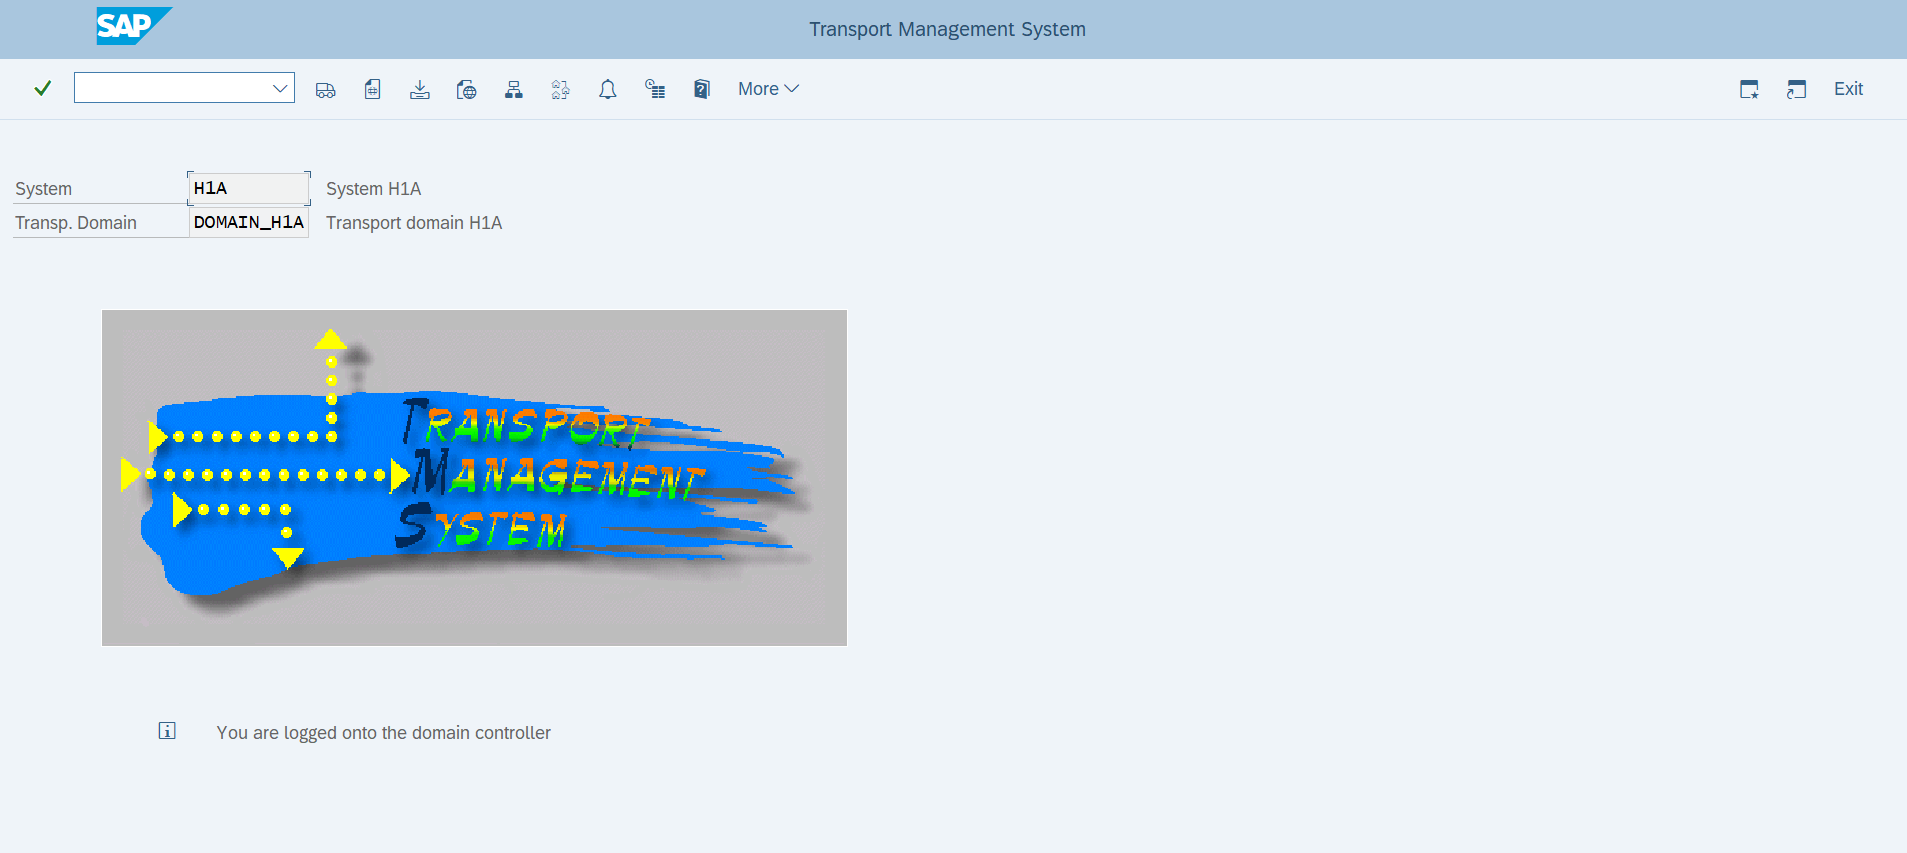 SAP
Transport Management System
More
Exit
System H1A System H1A
Transp. Domain DOMAIN_H1A Transport domain H1A
TRANSPORT
MANAGEMENT
SYSTEM
You are logged onto the domain controller